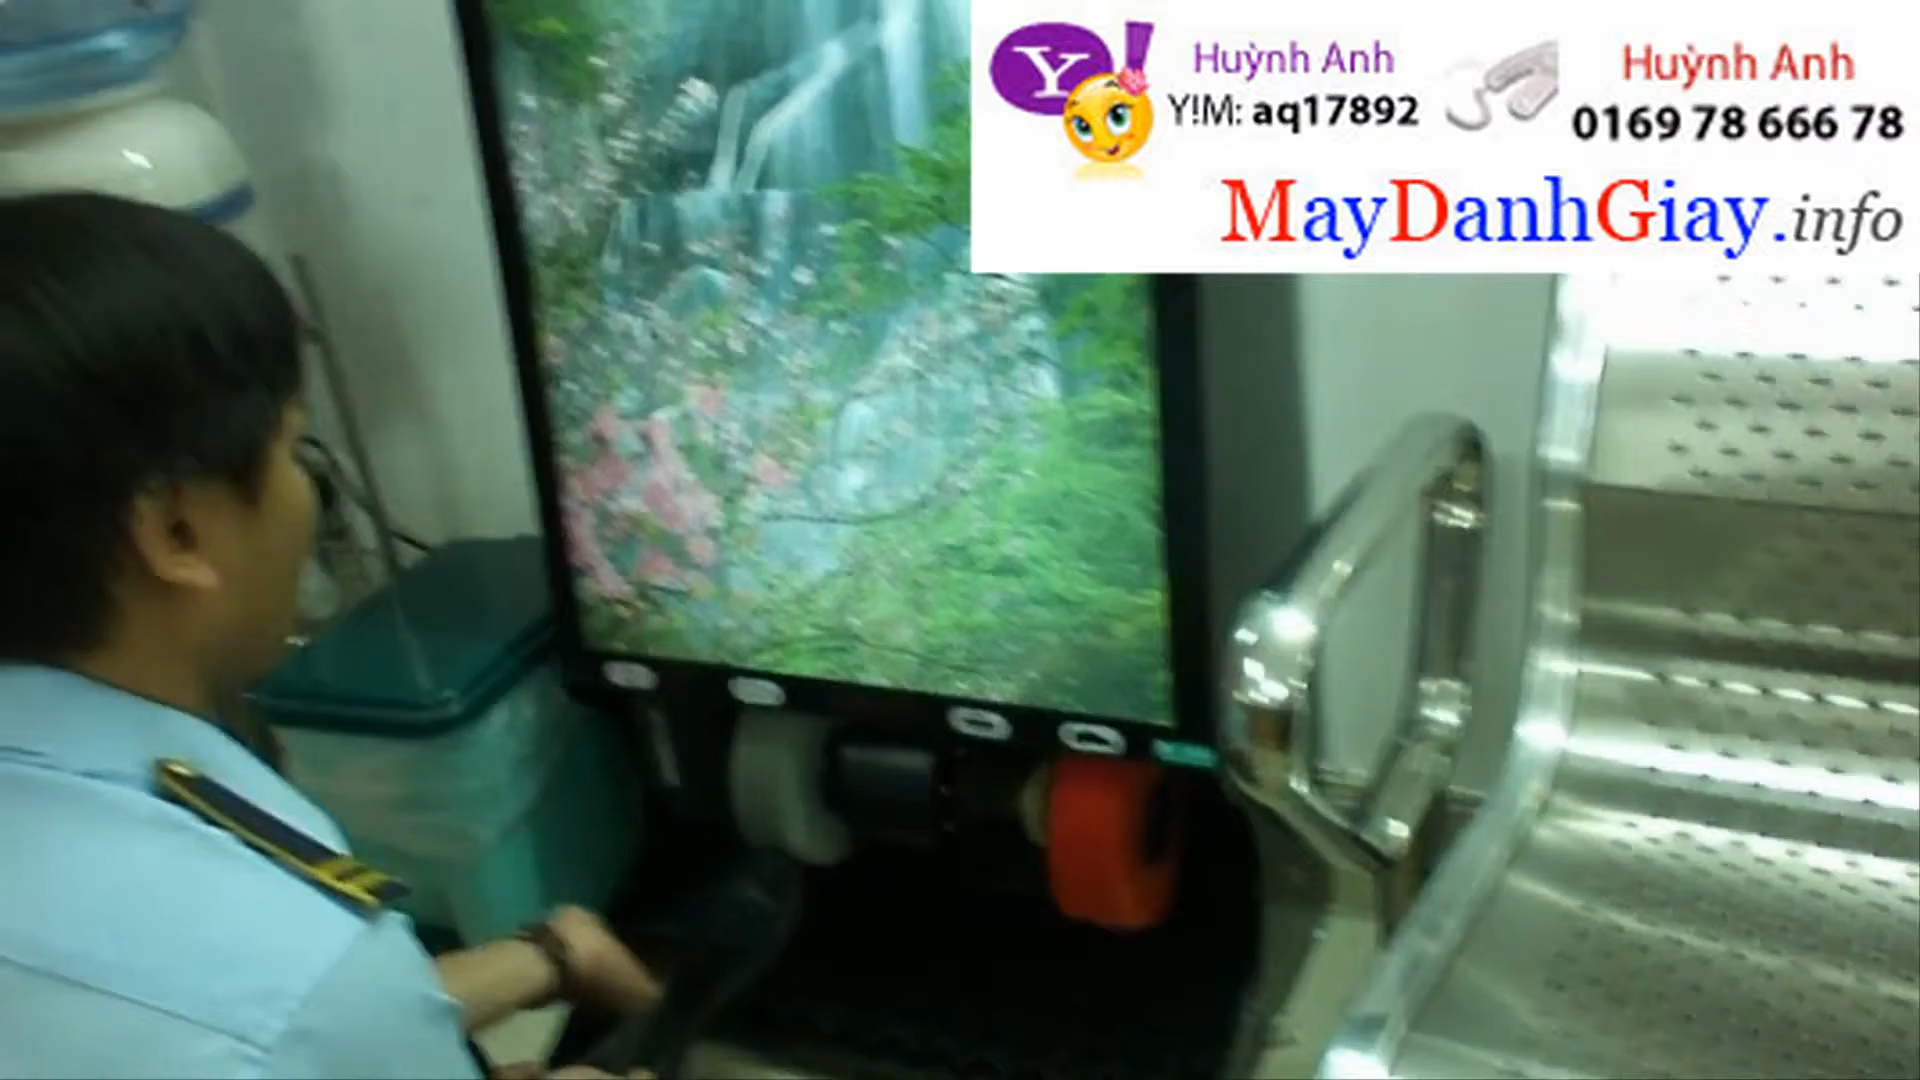 Huỳnh Anh
Y!M: aq17892
Huỳnh Anh
0169 78 666 78
MayDanhGiay.info